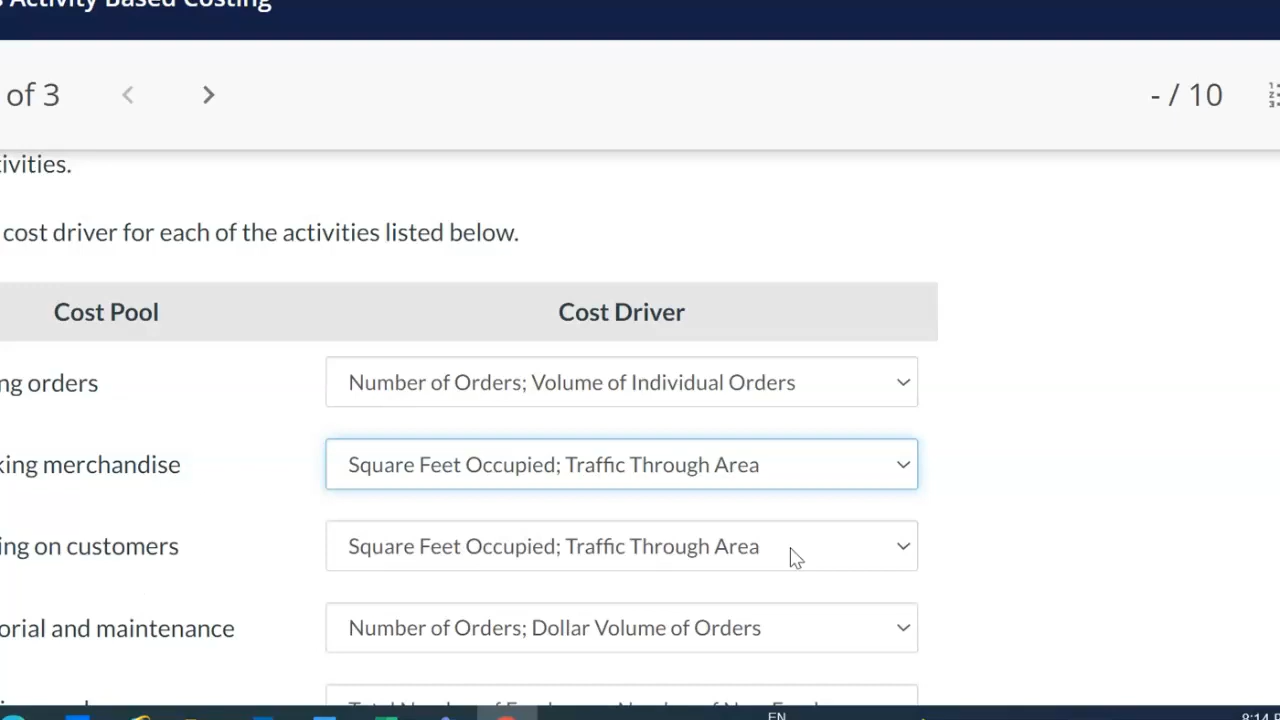 Activity Based Costing
of 3
- / 10
ivities.
cost driver for each of the activities listed below.
Cost Pool Cost Driver
ng orders Number of Orders; Volume of Individual Orders
king merchandise Square Feet Occupied; Traffic Through Area
ing on customers Square Feet Occupied; Traffic Through Area
orial and maintenance Number of Orders; Dollar Volume of Orders
EN